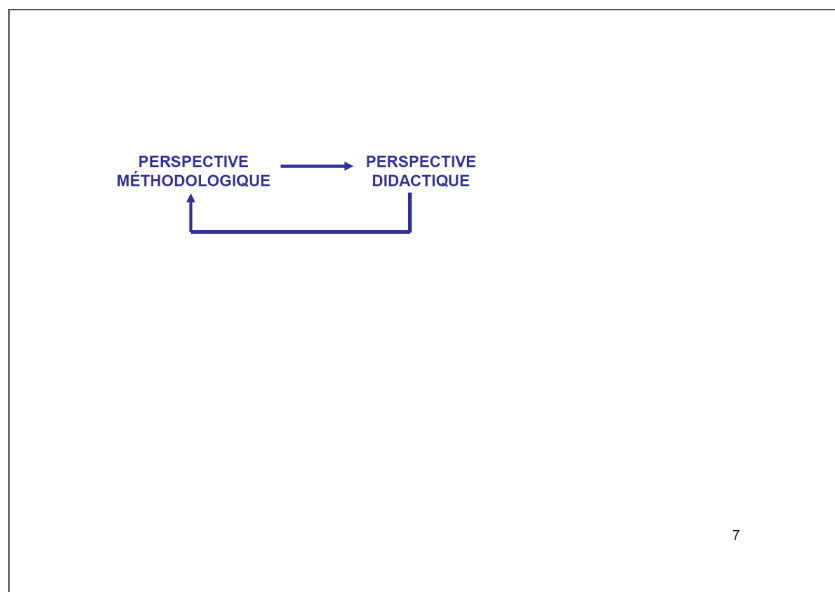 PERSPECTIVE
MÉTHODOLOGIQUE
PERSPECTIVE
DIDACTIQUE
7